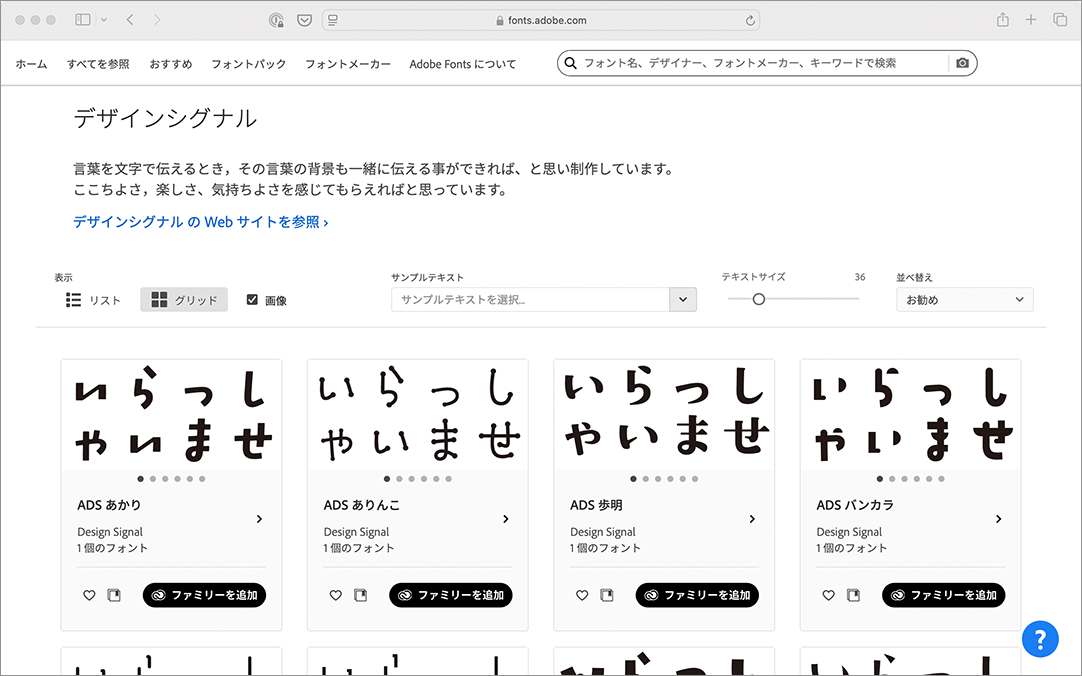 fonts.adobe.com
ホーム すべてを参照 おすすめ フォントパック フォントメーカー Adobe Fonts について フォント名、デザイナー、フォントメーカー、キーワードで検索
デザインシグナル
言葉を文字で伝えるとき，その言葉の背景も一緒に伝える事ができれば、と思い制作しています。
ここちよさ，楽しさ、気持ちよさを感じてもらえればと思っています。
デザインシグナル の Web サイトを参照 ›
表示 サンプルテキスト テキストサイズ 36 並べ替え
リスト グリッド 画像 サンプルテキストを選択... お勧め
いらっし いらっし いらっし いらっし
ゃいませ ゃいませ ゃいませ ゃいませ
ADS あかり ADS ありんこ ADS 歩明 ADS バンカラ
Design Signal Design Signal Design Signal Design Signal
1 個のフォント 1 個のフォント 1 個のフォント 1 個のフォント
ファミリーを追加 ファミリーを追加 ファミリーを追加 ファミリーを追加
?